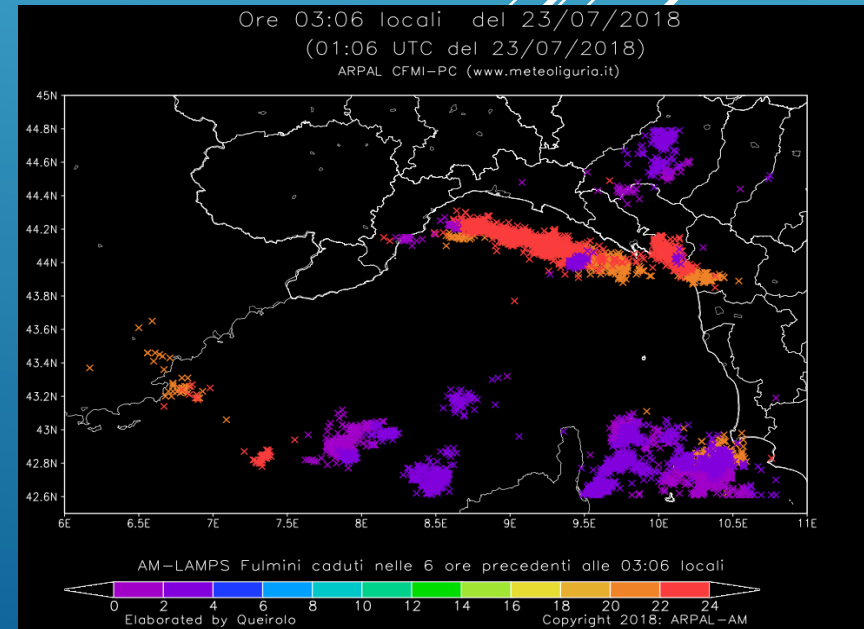 Ore 03:06 locali del 23/07/2018
(01:06 UTC del 23/07/2018)
ARPAL CFMI-PC (www.meteoliguria.it)
45N
44.8N
44.6N
44.4N
44.2N
44N
43.8N
43.6N
43.4N
43.2N
43N
42.8N
42.6N
6E 6.5E 7E 7.5E 8E 8.5E 9E 9.5E 10E 10.5E 11E
AM-LAMPS Fulmini caduti nelle 6 ore precedenti alle 03:06 locali
0 2 4 6 8 10 12 14 16 18 20 22 24
Elaborated by Queirolo Copyright 2018: ARPAL-AM